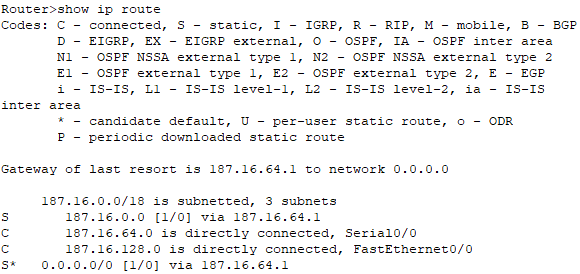 Router>show ip route
Codes: C - connected, S - static, I - IGRP, R - RIP, M - mobile, B - BGP
D - EIGRP, EX - EIGRP external, O - OSPF, IA - OSPF inter area
N1 - OSPF NSSA external type 1, N2 - OSPF NSSA external type 2
E1 - OSPF external type 1, E2 - OSPF external type 2, E - EGP
i - IS-IS, L1 - IS-IS level-1, L2 - IS-IS level-2, ia - IS-IS
inter area
* - candidate default, U - per-user static route, o - ODR
P - periodic downloaded static route
Gateway of last resort is 187.16.64.1 to network 0.0.0.0
187.16.0.0/18 is subnetted, 3 subnets
S 187.16.0.0 [1/0] via 187.16.64.1
C 187.16.64.0 is directly connected, Serial0/0
C 187.16.128.0 is directly connected, FastEthernet0/0
S* 0.0.0.0/0 [1/0] via 187.16.64.1